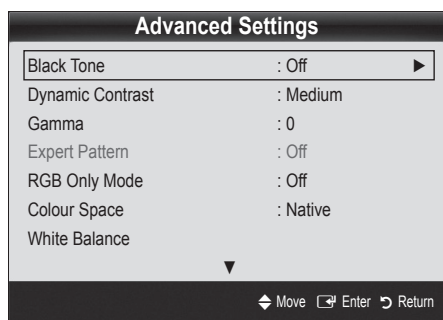 Advanced Settings
Black Tone : Off ►
Dynamic Contrast : Medium
Gamma : 0
Expert Pattern : Off
RGB Only Mode : Off
Colour Space : Native
White Balance
▼
Move Enter Return